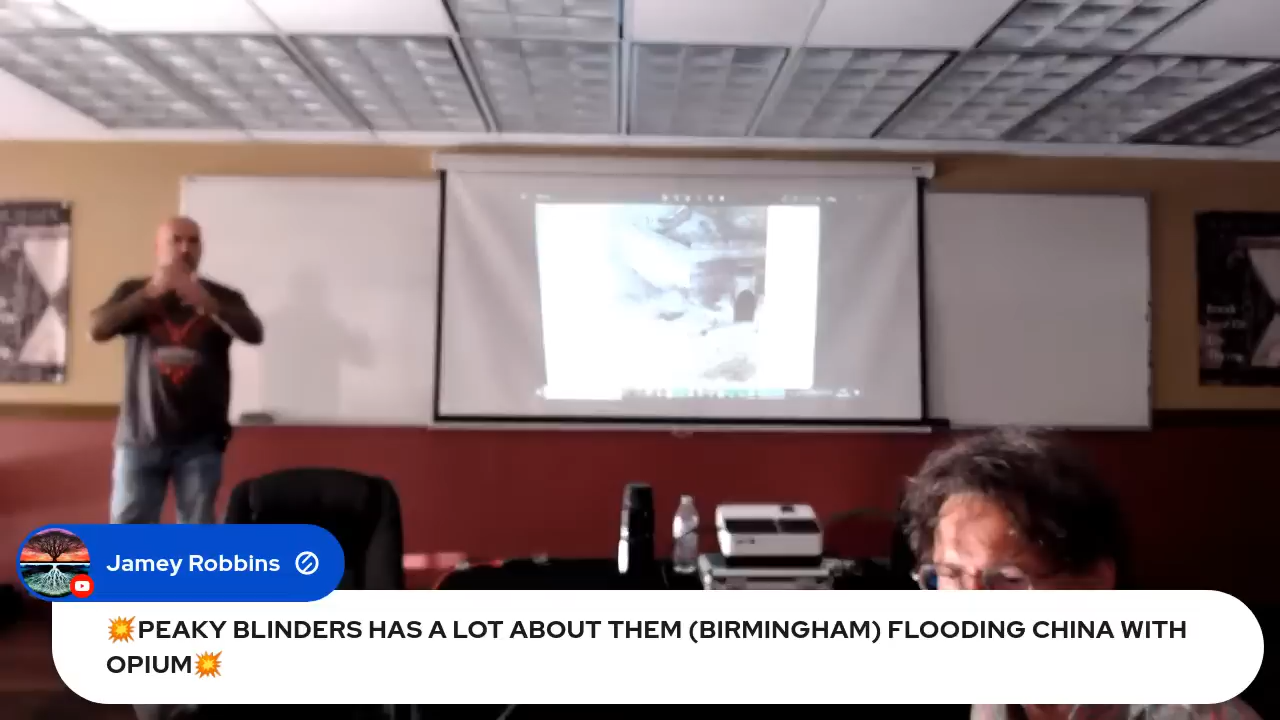 Jamey Robbins
💥PEAKY BLINDERS HAS A LOT ABOUT THEM (BIRMINGHAM) FLOODING CHINA WITH
OPIUM💥